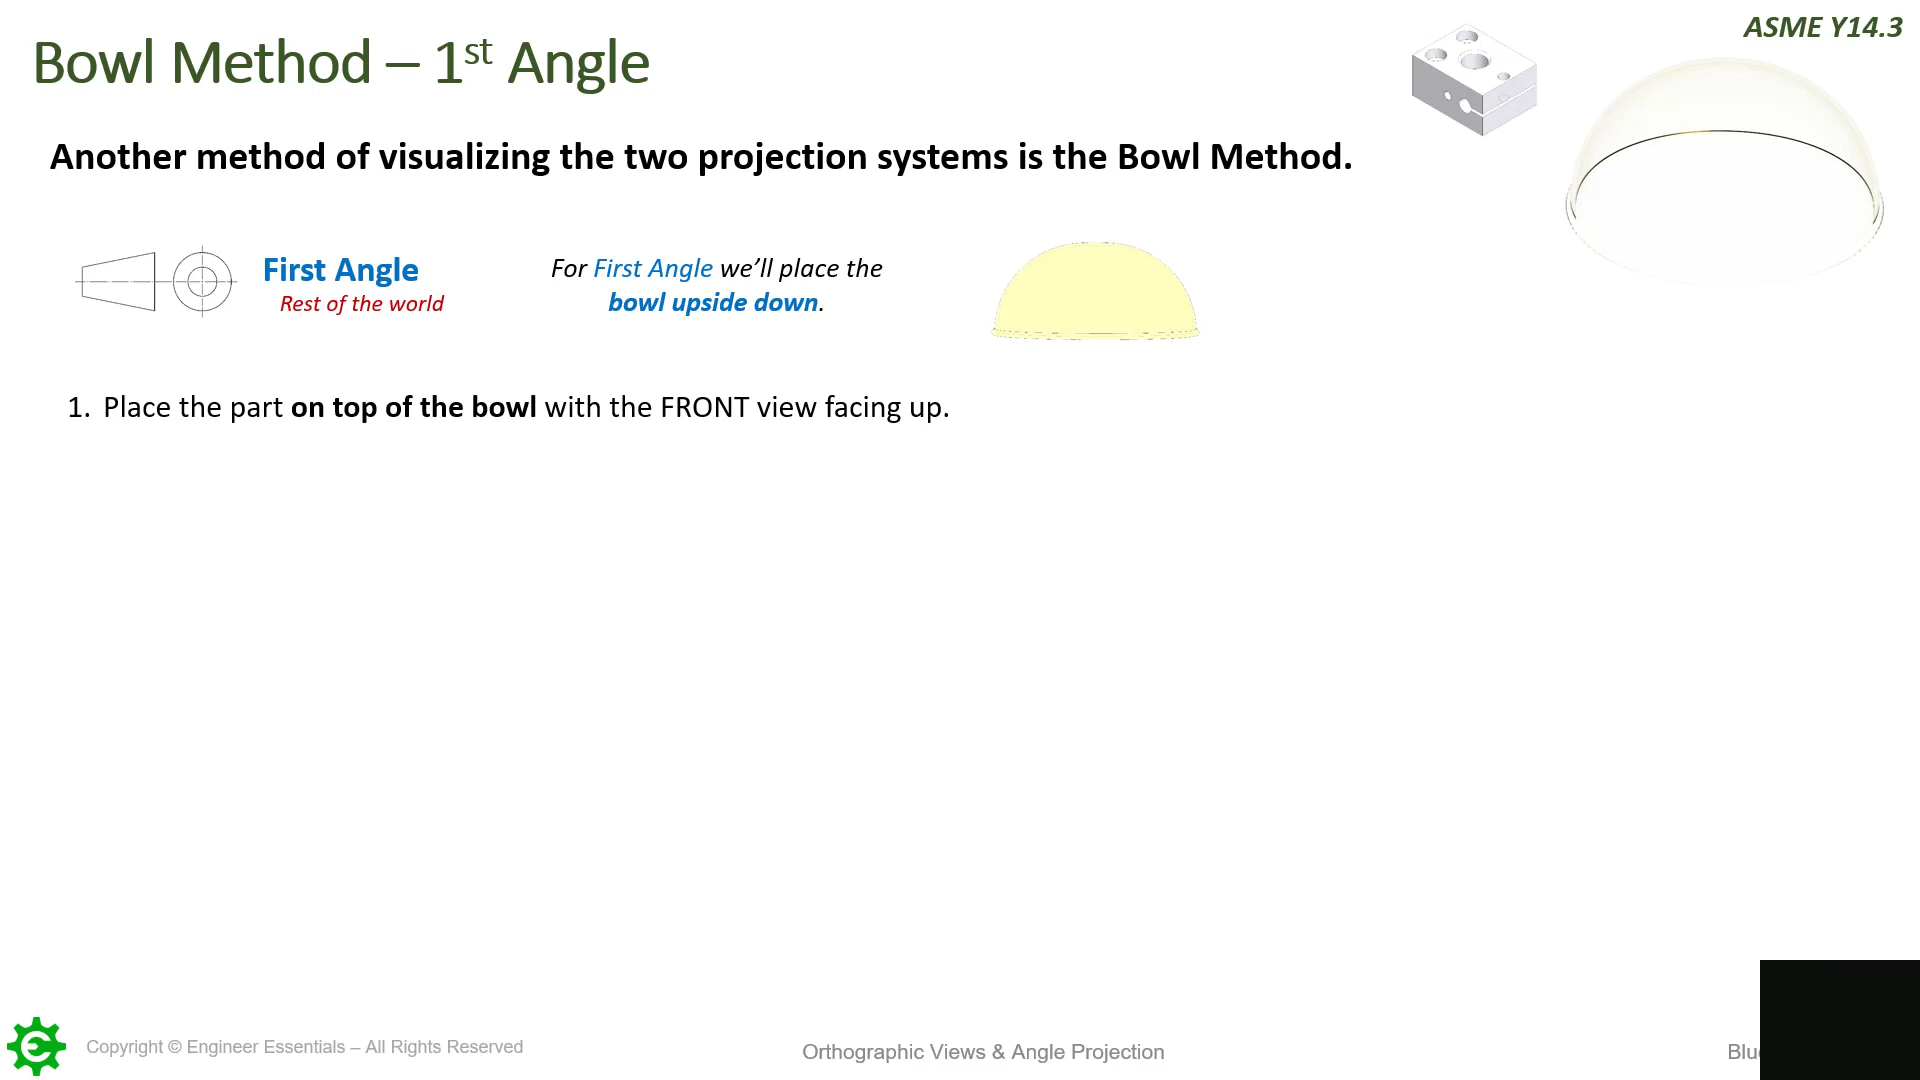 ASME Y14.3
Bowl Method – 1st Angle
Another method of visualizing the two projection systems is the Bowl Method.
First Angle
Rest of the world
For First Angle we’ll place the
bowl upside down.
1. Place the part on top of the bowl with the FRONT view facing up.
Copyright © Engineer Essentials – All Rights Reserved
Orthographic Views & Angle Projection